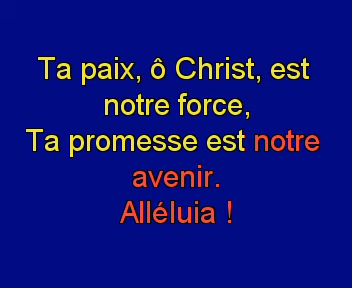 Ta paix, ô Christ, est
notre force,
Ta promesse est notre
avenir.
Alléluia !